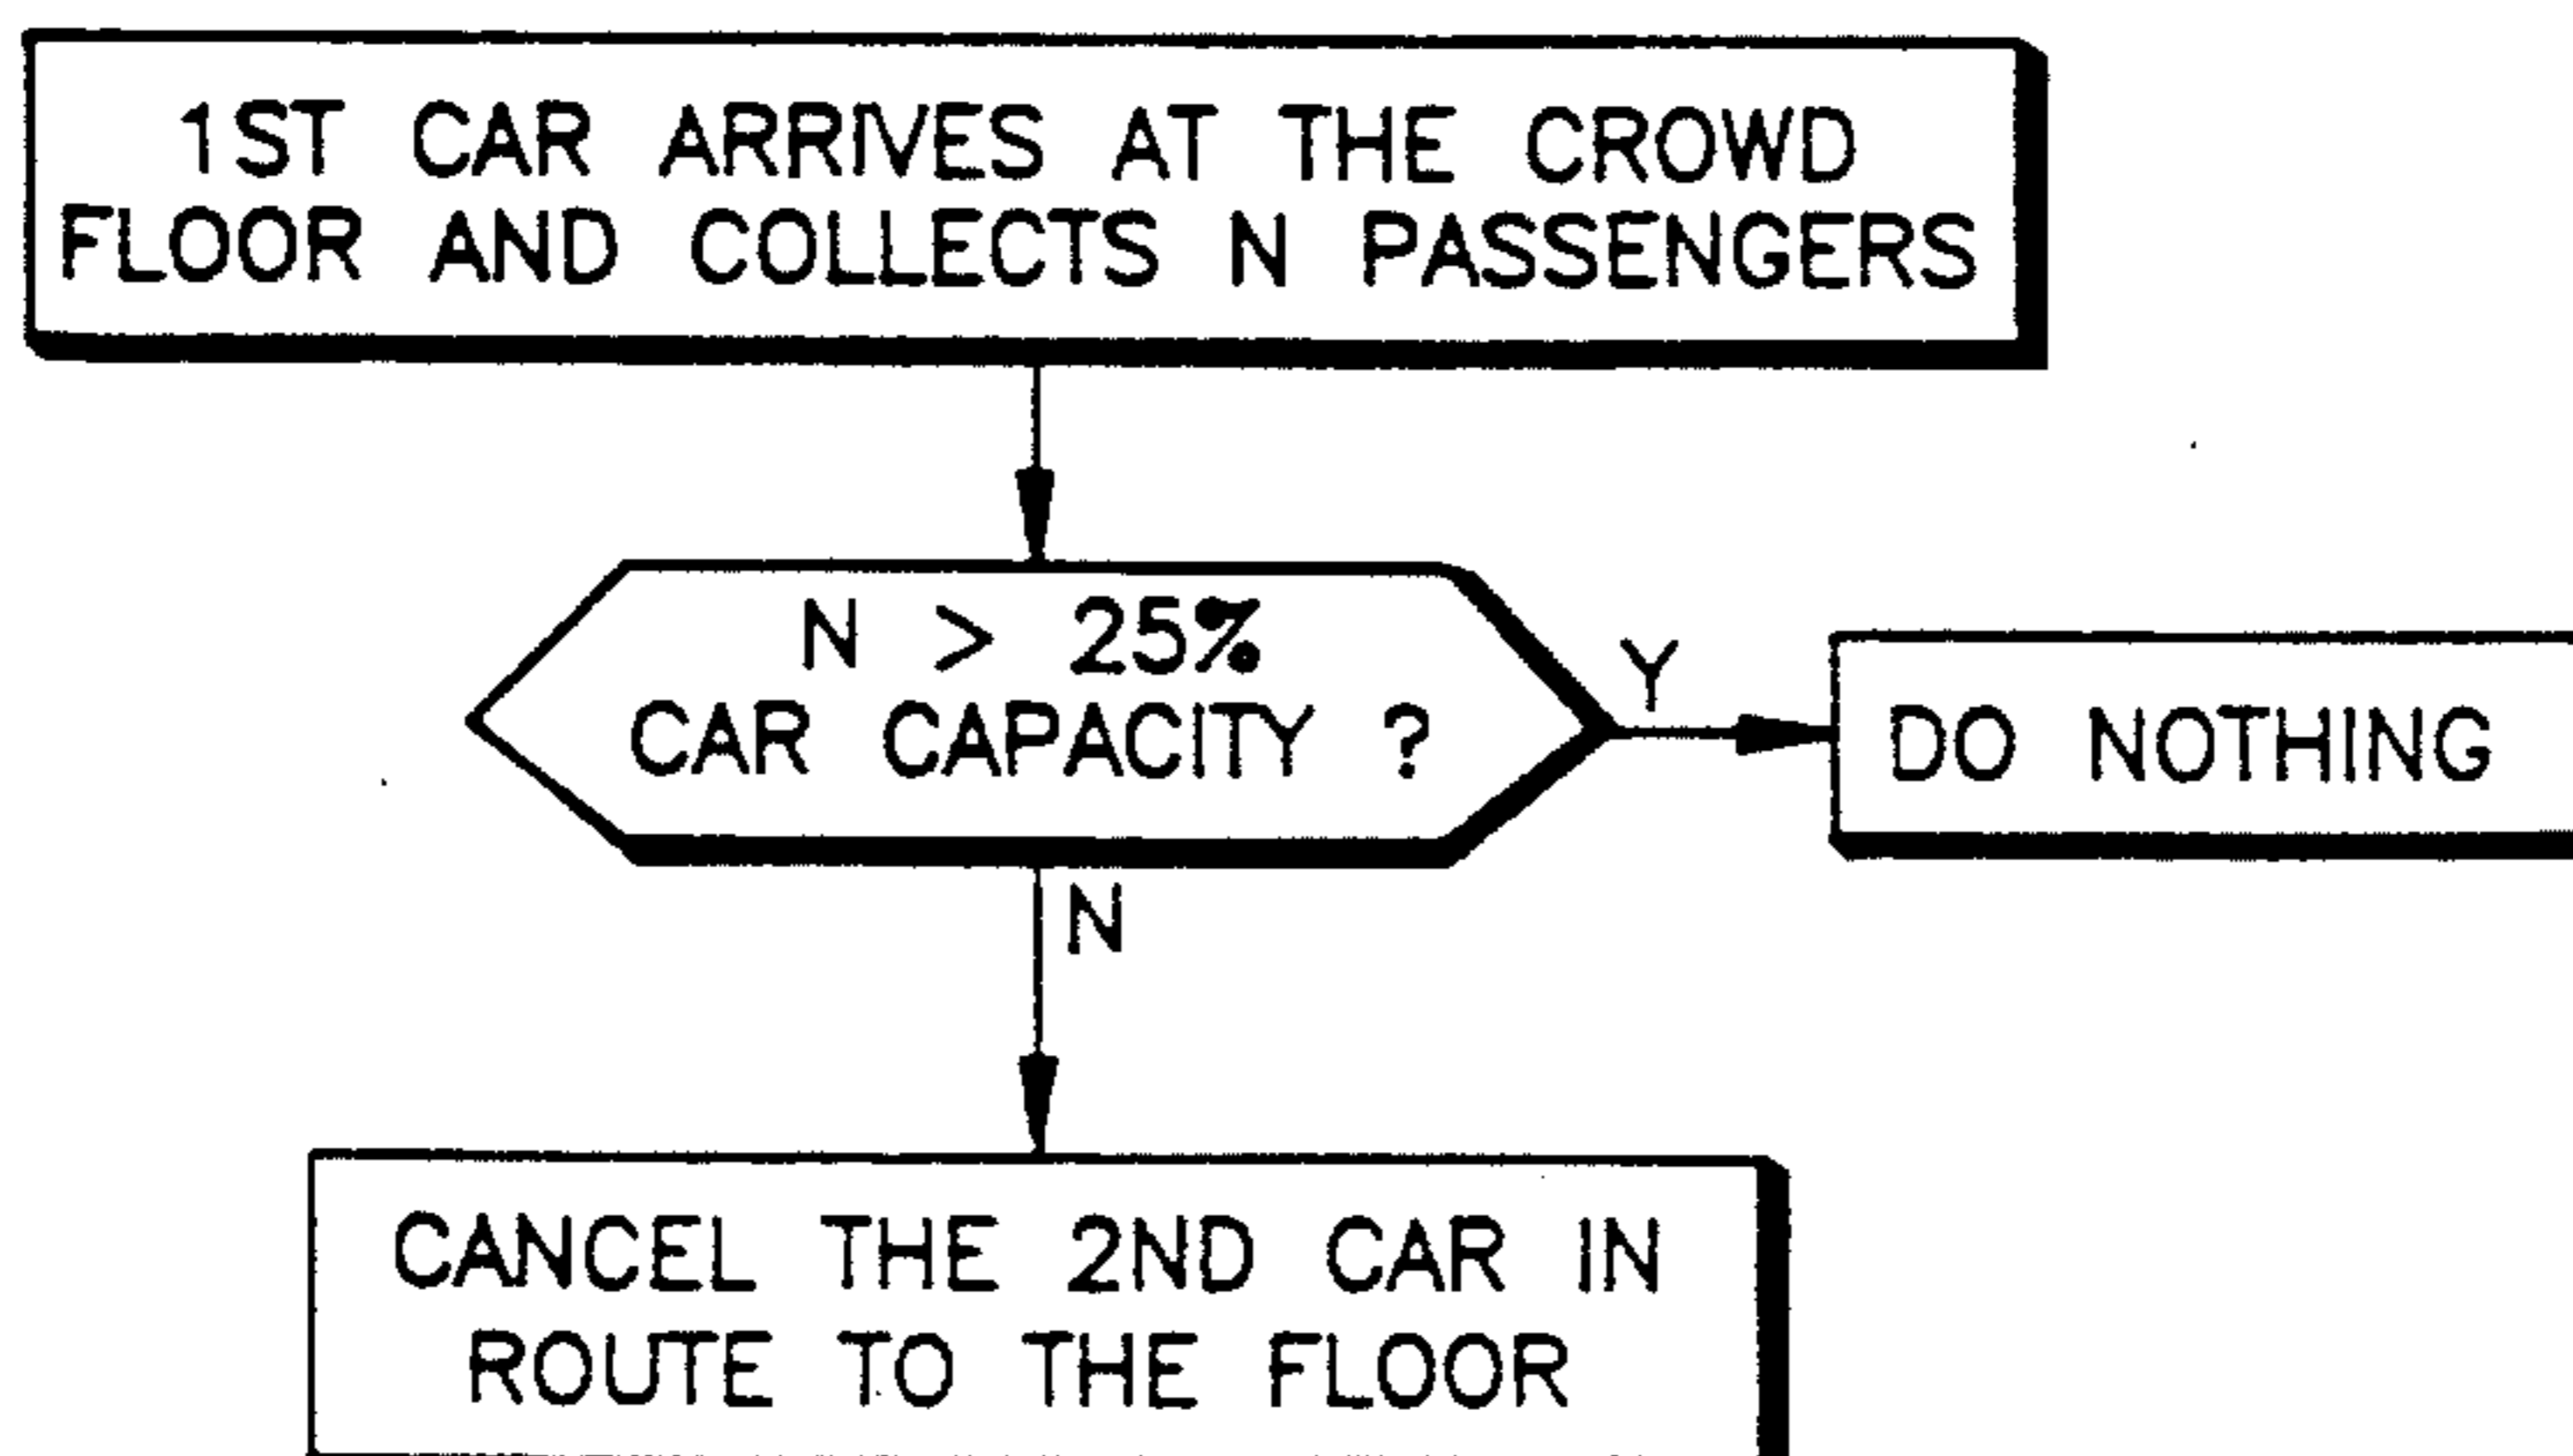 1ST CAR ARRIVES AT THE CROWD
FLOOR AND COLLECTS N PASSENGERS
N > 25%
CAR CAPACITY ?
Y
DO NOTHING
N
CANCEL THE 2ND CAR IN
ROUTE TO THE FLOOR